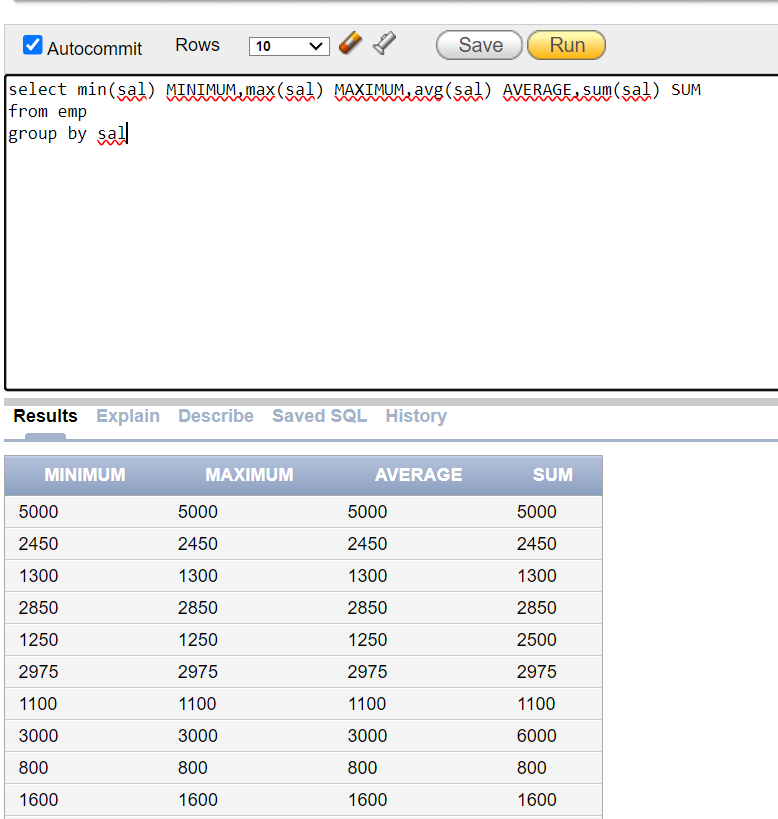 Autocommit Rows 10 Save Run
select min(sal) MINIMUM,max(sal) MAXIMUM,avg(sal) AVERAGE,sum(sal) SUM
from emp
group by sal
Results Explain Describe Saved SQL History
MINIMUM MAXIMUM AVERAGE SUM
5000 5000 5000 5000
2450 2450 2450 2450
1300 1300 1300 1300
2850 2850 2850 2850
1250 1250 1250 2500
2975 2975 2975 2975
1100 1100 1100 1100
3000 3000 3000 6000
800 800 800 800
1600 1600 1600 1600